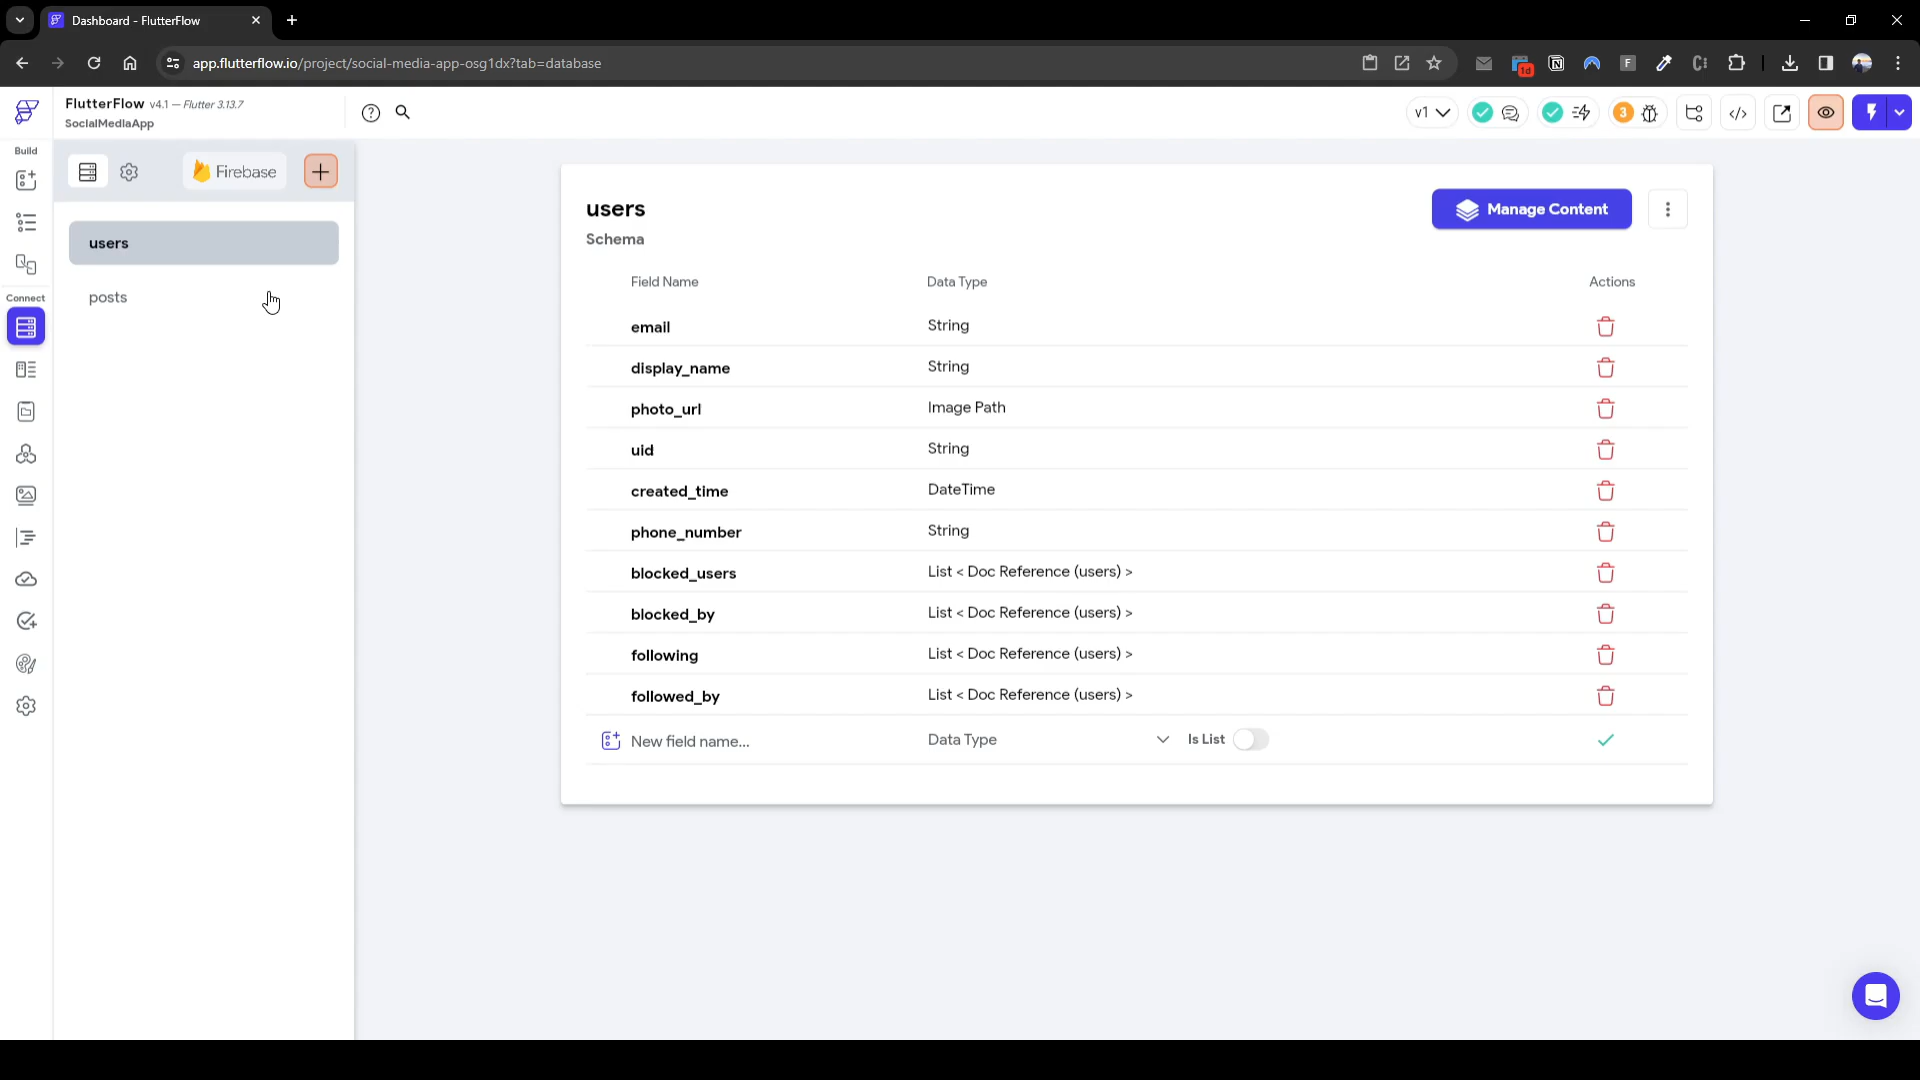 Dashboard - FlutterFlow
app.flutterflow.io/project/social-media-app-osg1dx?tab=database
1d
FlutterFlow v4.1 — Flutter 3.13.7
SocialMediaApp
v1
3
Build
Connect
Firebase
users
posts
users
Schema
Manage Content
Field Name Data Type Actions
email String
display_name String
photo_url Image Path
uid String
created_time DateTime
phone_number String
blocked_users List < Doc Reference (users) >
blocked_by List < Doc Reference (users) >
following List < Doc Reference (users) >
followed_by List < Doc Reference (users) >
New field name... Data Type Is List